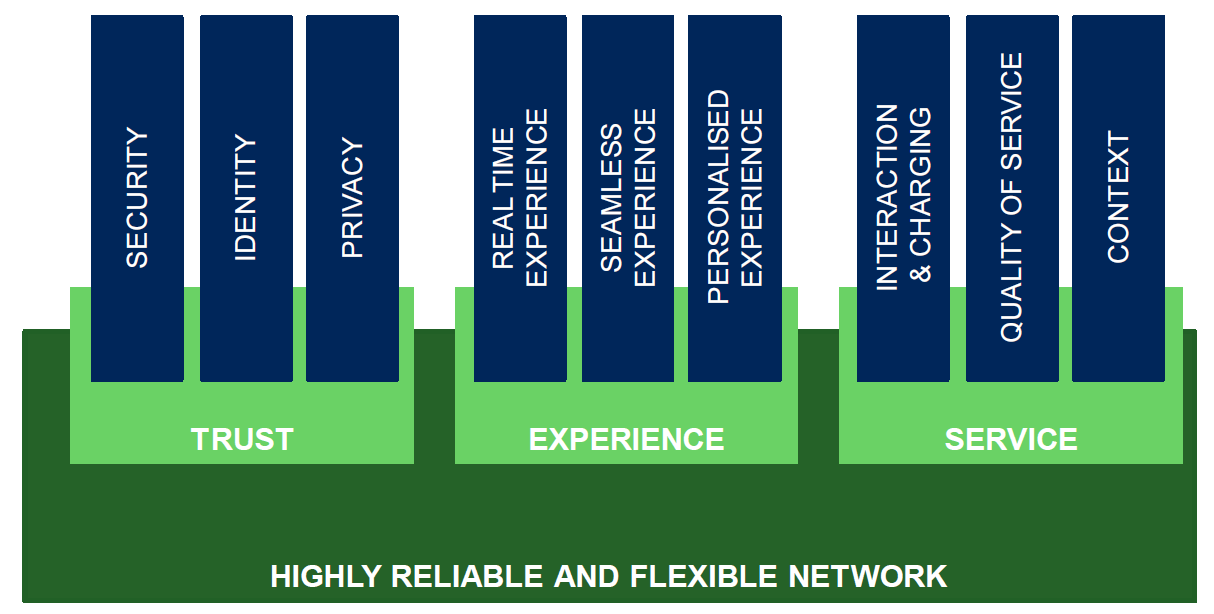 SECURITY
IDENTITY
PRIVACY
REAL TIME
EXPERIENCE
SEAMLESS
EXPERIENCE
PERSONALISED
EXPERIENCE
INTERACTION
& CHARGING
QUALITY OF SERVICE
CONTEXT
TRUST
EXPERIENCE
SERVICE
HIGHLY RELIABLE AND FLEXIBLE NETWORK